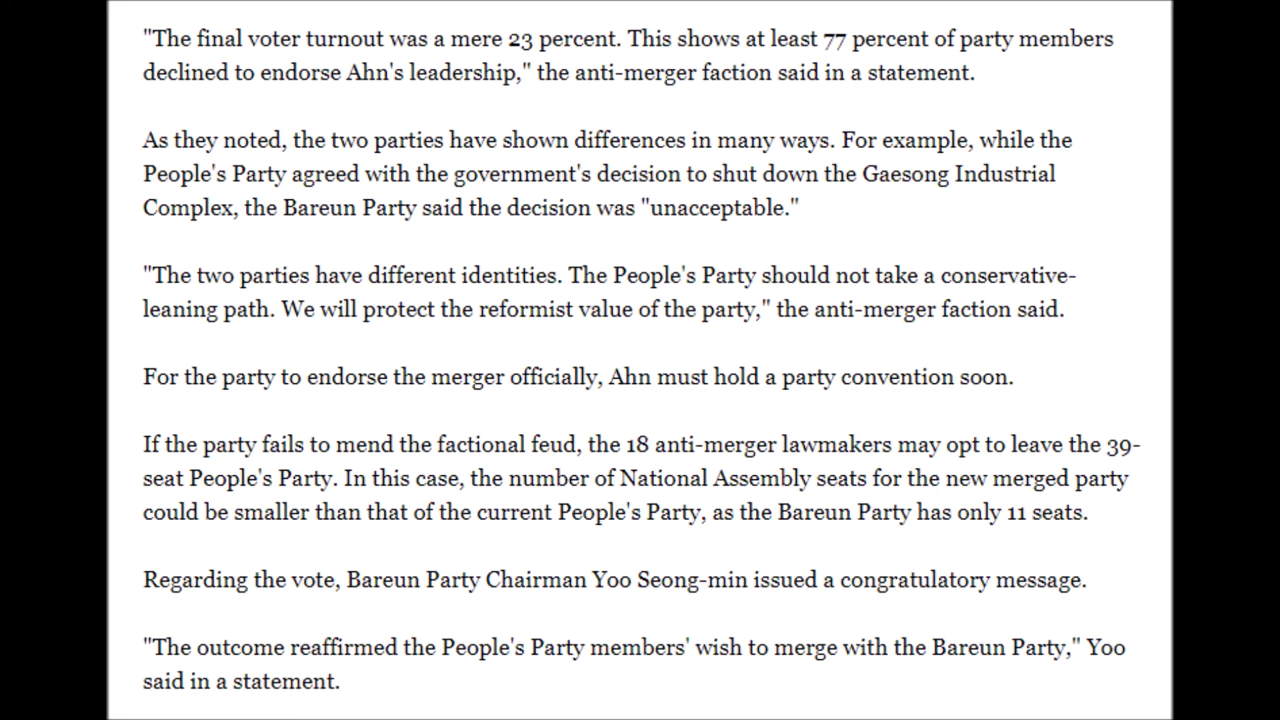 "The final voter turnout was a mere 23 percent. This shows at least 77 percent of party members
declined to endorse Ahn's leadership," the anti-merger faction said in a statement.
As they noted, the two parties have shown differences in many ways. For example, while the
People's Party agreed with the government's decision to shut down the Gaesong Industrial
Complex, the Bareun Party said the decision was "unacceptable."
"The two parties have different identities. The People's Party should not take a conservative-
leaning path. We will protect the reformist value of the party," the anti-merger faction said.
For the party to endorse the merger officially, Ahn must hold a party convention soon.
If the party fails to mend the factional feud, the 18 anti-merger lawmakers may opt to leave the 39-
seat People's Party. In this case, the number of National Assembly seats for the new merged party
could be smaller than that of the current People's Party, as the Bareun Party has only 11 seats.
Regarding the vote, Bareun Party Chairman Yoo Seong-min issued a congratulatory message.
"The outcome reaffirmed the People's Party members' wish to merge with the Bareun Party," Yoo
said in a statement.